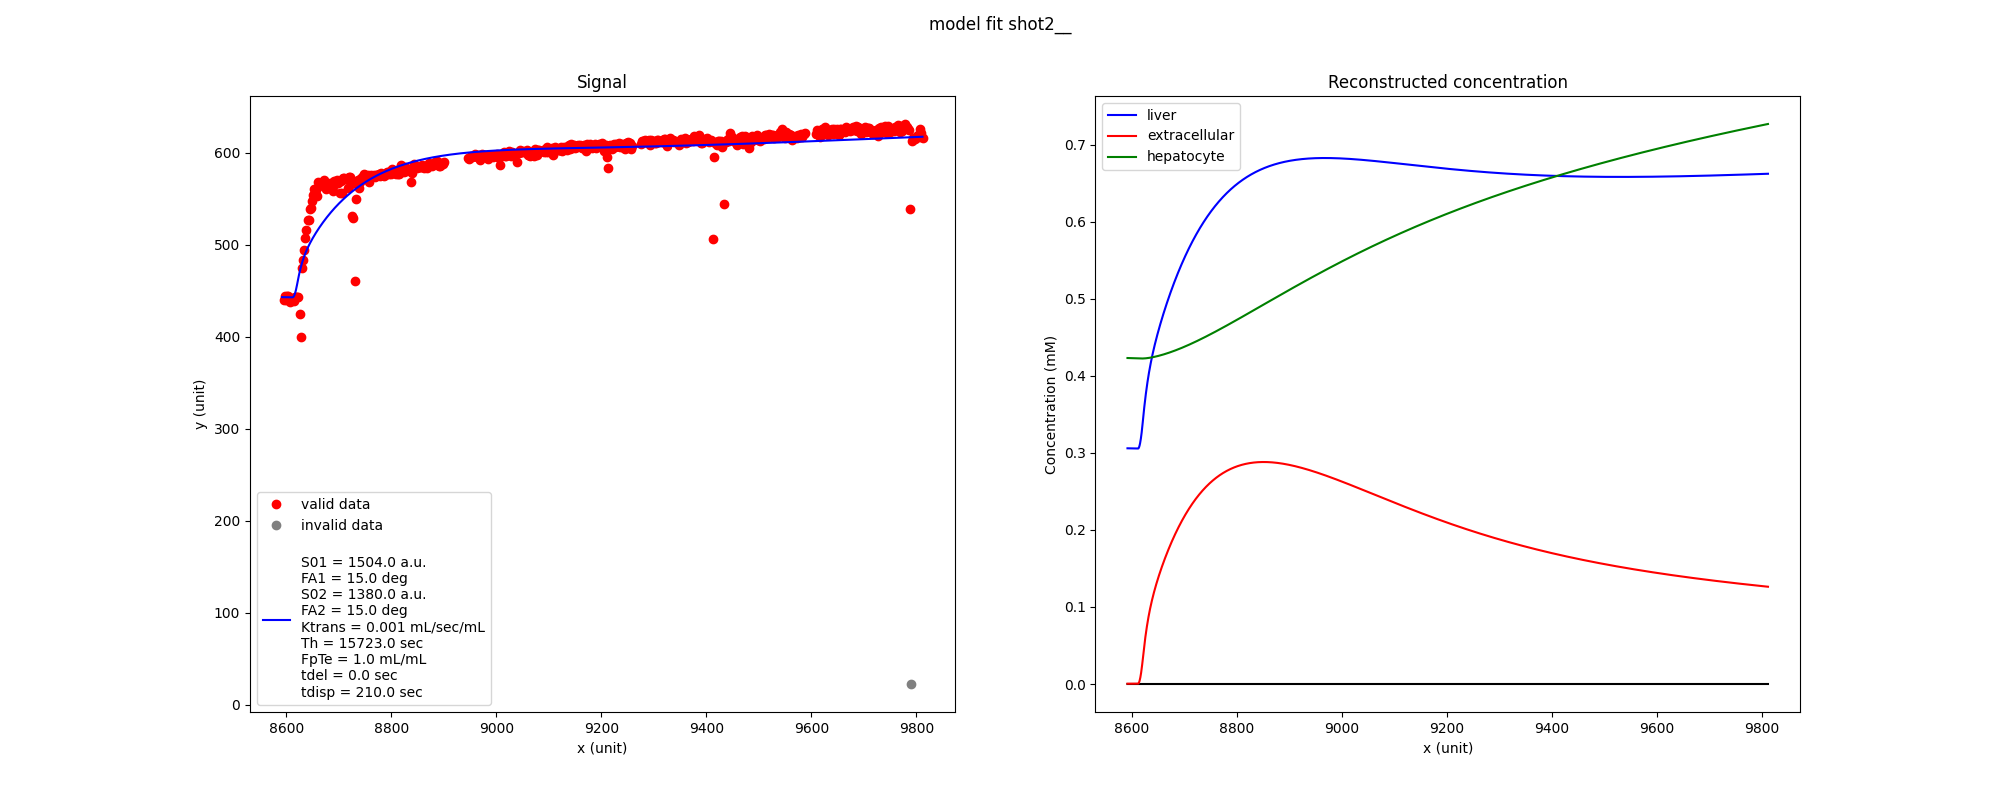 model fit shot2__
Signal
600
500
400
300
200
100
0
y (unit)
valid data
invalid data
S01 = 1504.0 a.u.
FA1 = 15.0 deg
S02 = 1380.0 a.u.
FA2 = 15.0 deg
Ktrans = 0.001 mL/sec/mL
Th = 15723.0 sec
FpTe = 1.0 mL/mL
tdel = 0.0 sec
tdisp = 210.0 sec
8600 8800 9000 9200 9400 9600 9800
x (unit)
Reconstructed concentration
liver
extracellular
hepatocyte
0.7
0.6
0.5
0.4
0.3
0.2
0.1
0.0
Concentration (mM)
8600 8800 9000 9200 9400 9600 9800
x (unit)